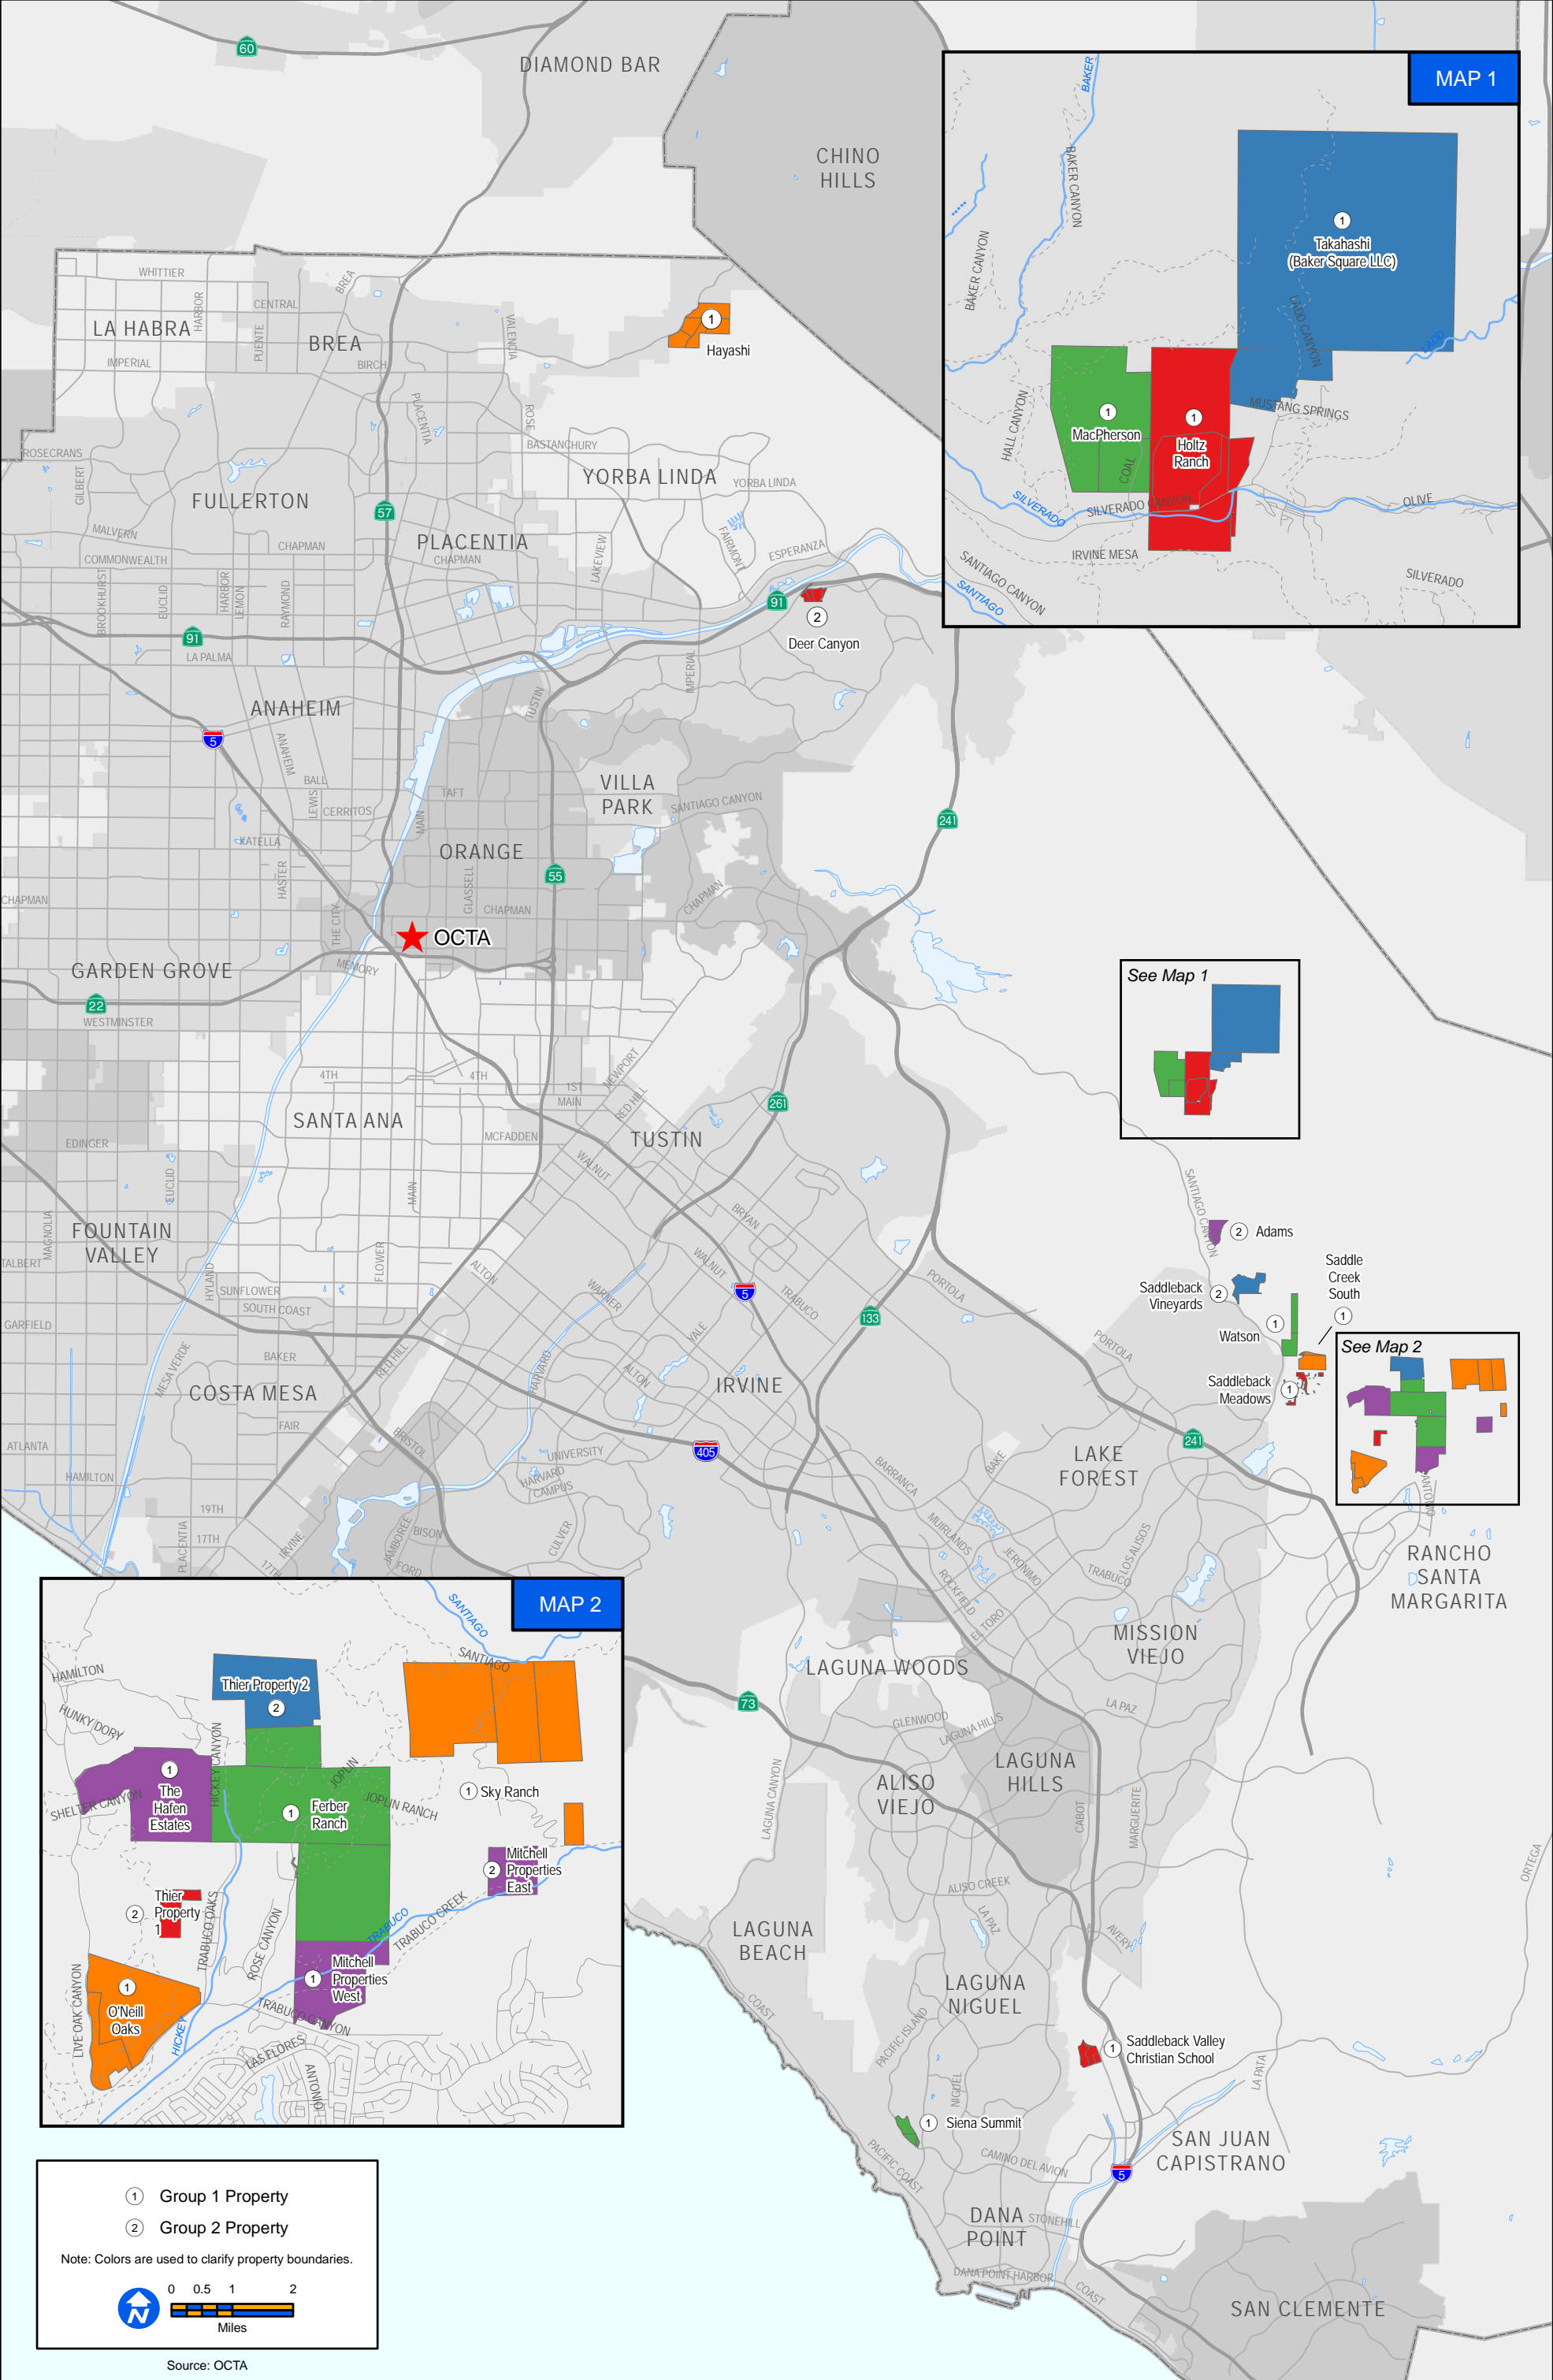 60
DIAMOND BAR
CHINO
HILLS
WHITTIER
HARBOR
CENTRAL
BREA
LA HABRA
PUENTE
BREA
IMPERIAL
BIRCH
VALENCIA
1
Hayashi
PLACENTIA
ROSE
BASTANCHURY
ROSECRANS
GILBERT
YORBA LINDA
YORBA LINDA
FULLERTON
57
MALVERN
PLACENTIA
CHAPMAN
CHAPMAN
COMMONWEALTH
LAKEVIEW
FAIRMONT
ESPERANZA
BROOKHURST
EUCLID
HARBOR
LEMON
RAYMOND
91
2
Deer Canyon
91
LA PALMA
IMPERIAL
TUSTIN
ANAHEIM
5
ANAHEIM
BALL
LEWIS
CERRITOS
TAFT
MAIN
VILLA
PARK
SANTIAGO CANYON
KATELLA
HASTER
ORANGE
GLASSELL
55
CHAPMAN
CHAPMAN
CHAPMAN
THE CITY
OCTA
241
GARDEN GROVE
MEMORY
22
WESTMINSTER
4TH
4TH
1ST
MAIN
NEWPORT
RED HILL
261
SANTA ANA
MCFADDEN
TUSTIN
EDINGER
EUCLID
MAIN
WALNUT
BRYAN
FOUNTAIN
VALLEY
MAGNOLIA
TALBERT
HYLAND
FLOWER
ALTON
SUNFLOWER
SOUTH COAST
GARFIELD
WALNUT
5
TRABUCO
WARNER
YALE
133
PORTOLA
BAKER
MESA VERDE
RED HILL
HARVARD
ALTON
IRVINE
COSTA MESA
FAIR
BRISTOL
ATLANTA
HAMILTON
UNIVERSITY
HARVARD
CAMPUS
405
19TH
17TH
17TH
PLACENTIA
IRVINE
JAMBOREE
BISON
FORD
CULVER
BARRANCA
BAKE
LAKE
FOREST
PORTOLA
241
MUIRLANDS
JERONIMO
ROCKFIELD
TRABUCO
LOS ALISOS
EL TORO
MISSION
VIEJO
RANCHO
SANTA
MARGARITA
ANTONIO
See Map 1
SANTIAGO CANYON
2
Adams
Saddleback
Vineyards
2
Saddle
Creek
South
1
Watson
1
Saddleback
Meadows
1
See Map 2
LAGUNA WOODS
73
GLENWOOD
LAGUNA HILLS
LA PAZ
LAGUNA
HILLS
ALISO
VIEJO
LAGUNA CANYON
CABOT
MARGUERITE
ALISO CREEK
LA PAZ
AVERY
ORTEGA
LAGUNA
BEACH
COAST
LAGUNA
NIGUEL
PACIFIC ISLAND
NIGUEL
1
Saddleback Valley
Christian School
LA PATA
1
Siena Summit
PACIFIC COAST
CAMINO DEL AVION
5
SAN JUAN
CAPISTRANO
DANA
POINT
STONEHILL
DANA POINT HARBOR
COAST
SAN CLEMENTE
MAP 1
BAKER
BAKER CANYON
BAKER CANYON
1
Takahashi
(Baker Square LLC)
LADD CANYON
LADD
MUSTANG SPRINGS
HALL CANYON
1
MacPherson
COAL
1
Holtz
Ranch
SILVERADO
SILVERADO CANYON
OLIVE
IRVINE MESA
SANTIAGO CANYON
SANTIAGO
SILVERADO
MAP 2
SANTIAGO
SANTIAGO
HAMILTON
HUNKY DORY
Thier Property 2
2
HICKEY CANYON
SHELTER CANYON
1
The
Hafen
Estates
JOPLIN
JOPLIN RANCH
1
Ferber
Ranch
1
Sky Ranch
2
Mitchell
Properties
East
2
Thier
Property
1
TRABUCO OAKS
ROSE CANYON
TRABUCO
TRABUCO CREEK
1
Mitchell
Properties
West
LIVE OAK CANYON
1
O'Neill
Oaks
HICKEY
TRABUCO CANYON
LAS FLORES
ANTONIO
1 Group 1 Property
2 Group 2 Property
Note: Colors are used to clarify property boundaries.
N
0 0.5 1 2
Miles
Source: OCTA